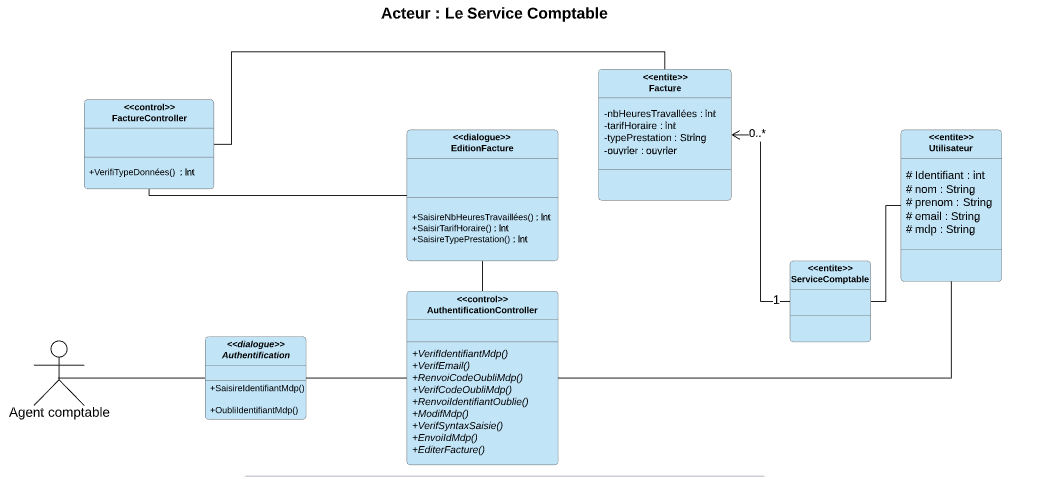 Acteur : Le Service Comptable
<<control>>
FactureController
+VerifiTypeDonnées() : Int
<<dialogue>>
EditionFacture
+SaisireNbHeuresTravaillées() : Int
+SaisirTarifHoraire() : Int
+SaisireTypePrestation() : Int
<<entite>>
Facture
-nbHeuresTravallées : int
-tarifHoraire : int
-typePrestation : String
-ouvrier : ouvrier
0..*
1
<<entite>>
Utilisateur
# Identifiant : int
# nom : String
# prenom : String
# email : String
# mdp : String
<<entite>>
ServiceComptable
<<control>>
AuthentificationController
+VerifIdentifiantMdp()
+VerifEmail()
+RenvoiCodeOubliMdp()
+VerifCodeOubliMdp()
+RenvoiIdentifiantOublie()
+ModifMdp()
+VerifSyntaxSaisie()
+EnvoiIdMdp()
+EditerFacture()
<<dialogue>>
Authentification
+SaisireIdentifiantMdp()
+OubliIdentifiantMdp()
Agent comptable